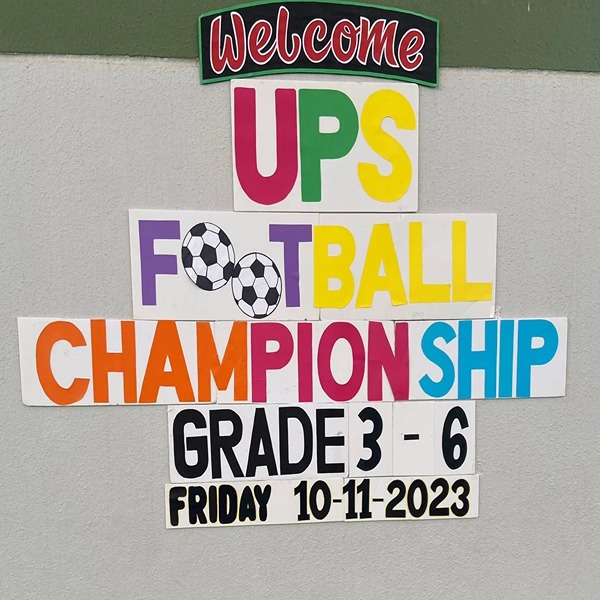 Welcome
UPS
FOOTBALL
CHAMPIONSHIP
GRADE 3 - 6
FRIDAY 10-11-2023